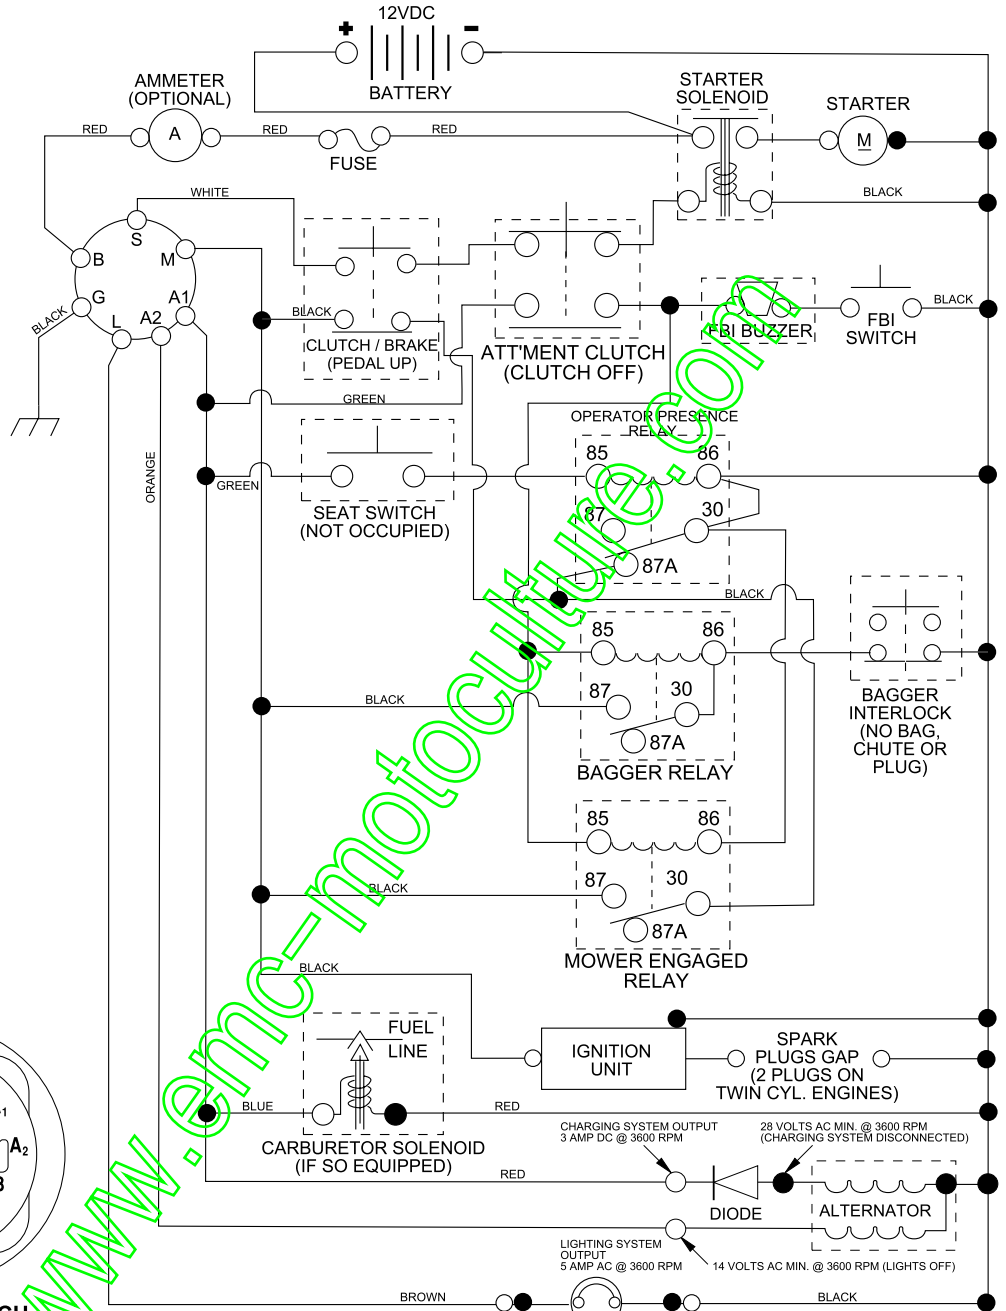 12VDC
+
-
BATTERY
AMMETER
(OPTIONAL)
A
RED
RED
RED
FUSE
STARTER
SOLENOID
STARTER
M
BLACK
WHITE
S
B
M
G
A1
L
A2
BLACK
BLACK
CLUTCH / BRAKE
(PEDAL UP)
ATT'MENT CLUTCH
(CLUTCH OFF)
FBI BUZZER
FBI
SWITCH
BLACK
GREEN
ORANGE
GREEN
SEAT SWITCH
(NOT OCCUPIED)
OPERATOR PRESENCE
RELAY
85
86
87
30
87A
BLACK
85
86
87
30
87A
BAGGER RELAY
BAGGER
INTERLOCK
(NO BAG,
CHUTE OR
PLUG)
BLACK
85
86
87
30
87A
MOWER ENGAGED
RELAY
BLACK
BLACK
FUEL
LINE
IGNITION
UNIT
SPARK
PLUGS GAP
(2 PLUGS ON
TWIN CYL. ENGINES)
BLUE
RED
CARBURETOR SOLENOID
(IF SO EQUIPPED)
CHARGING SYSTEM OUTPUT
3 AMP DC @ 3600 RPM
28 VOLTS AC MIN. @ 3600 RPM
(CHARGING SYSTEM DISCONNECTED)
RED
DIODE
ALTERNATOR
LIGHTING SYSTEM
OUTPUT
5 AMP AC @ 3600 RPM
14 VOLTS AC MIN. @ 3600 RPM (LIGHTS OFF)
BROWN
BLACK
A2
www.emc-motoculture.com